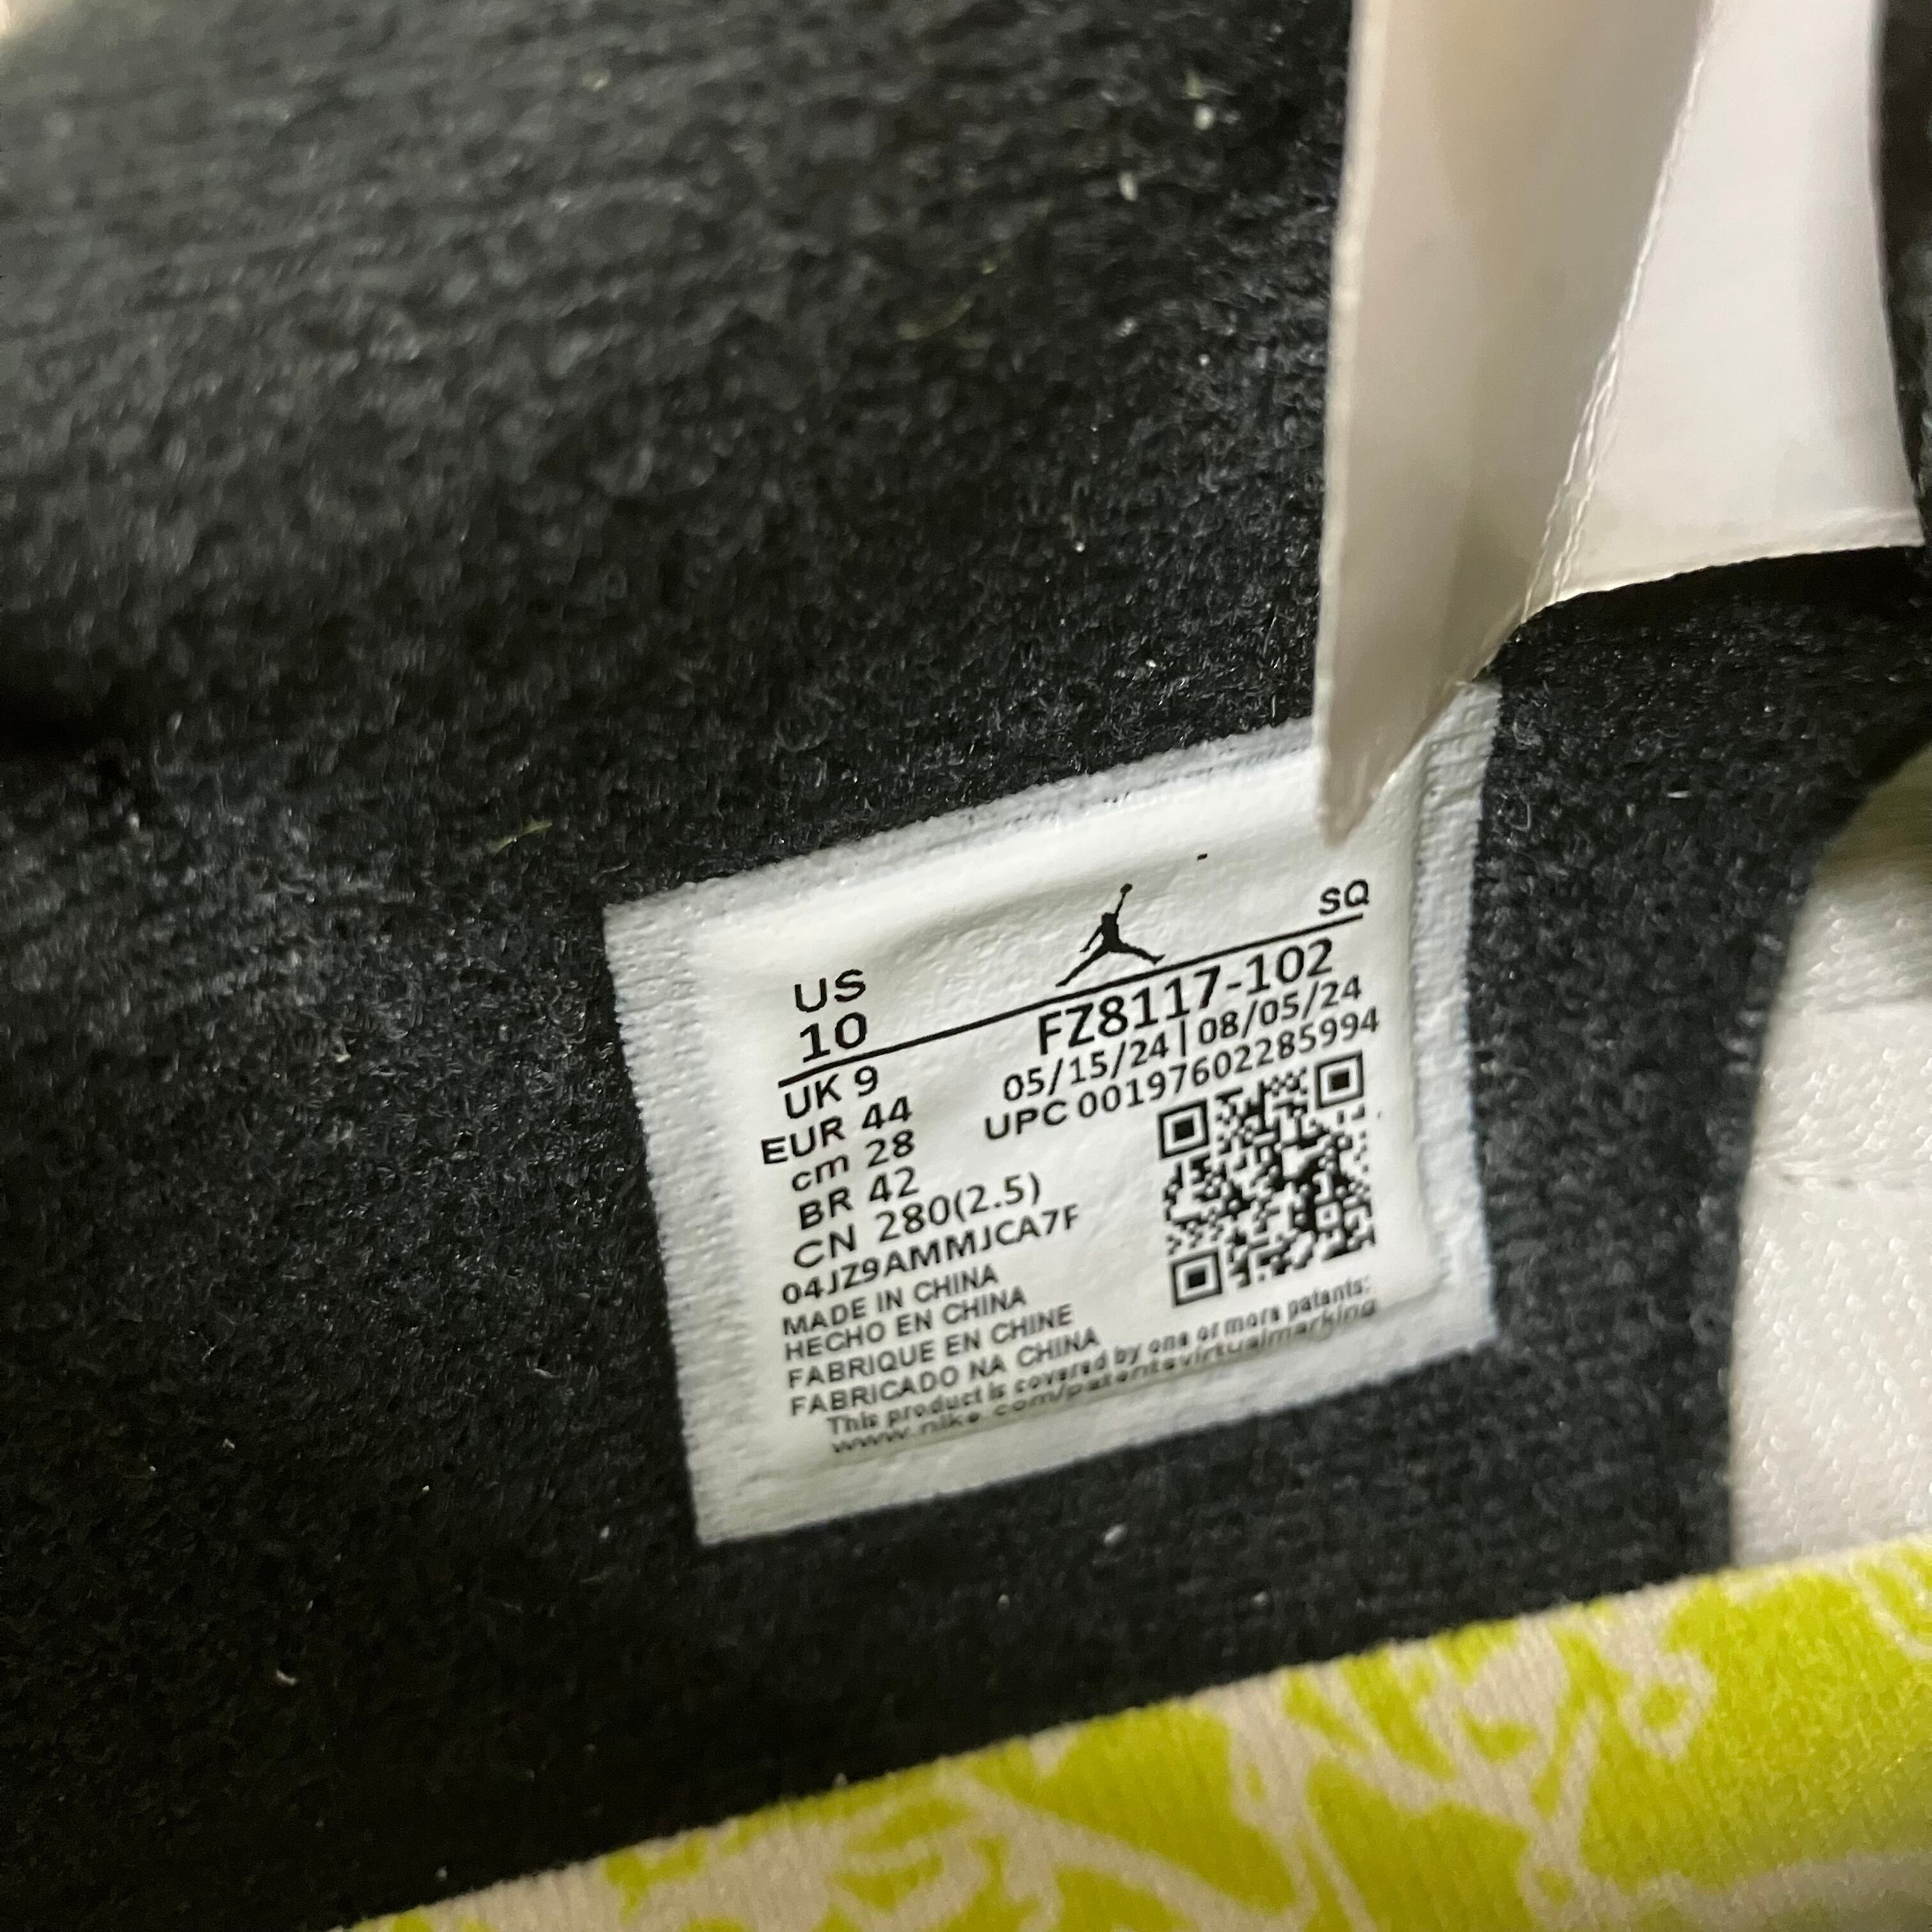 SQ
US
10
FZ8117-102
05/15/24 | 08/05/24
UPC 00197602285994
UK 9
EUR 44
cm 28
BR 42
CN 280(2.5)
04JZ9AMMJCA7F
MADE IN CHINA
HECHO EN CHINA
FABRIQUE EN CHINE
FABRICADO NA CHINA
This product is covered by one or more patents:
www.nike.com/patentsvirtualmarking